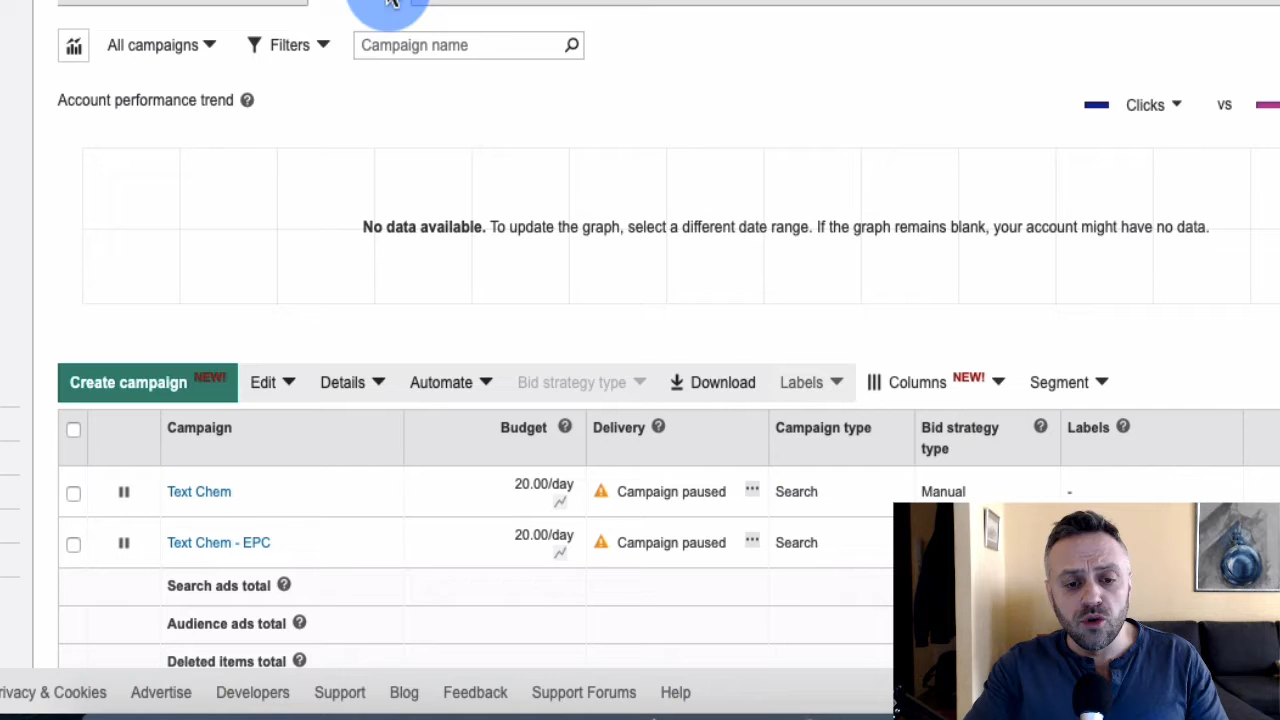 All campaigns Filters Campaign name
Account performance trend
Clicks vs
No data available. To update the graph, select a different date range. If the graph remains blank, your account might have no data.
Create campaign NEW! Edit Details Automate Bid strategy type Download Labels Columns NEW! Segment
Campaign Budget Delivery Campaign type Bid strategy type Labels
Text Chem 20.00/day Campaign paused Search Manual -
Text Chem - EPC 20.00/day Campaign paused Search
Search ads total
Audience ads total
Deleted items total
rivacy & Cookies Advertise Developers Support Blog Feedback Support Forums Help